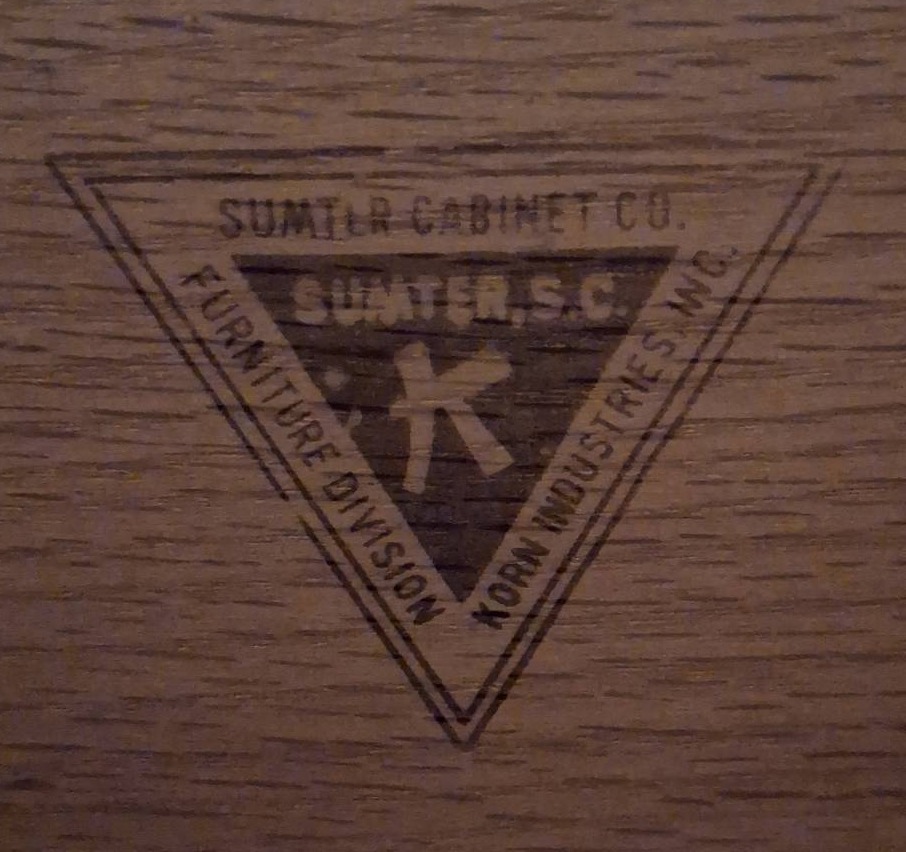 SUMTER CABINET CO.
SUMTER, S.C.
K
FURNITURE DIVISION
KORN INDUSTRIES, INC.